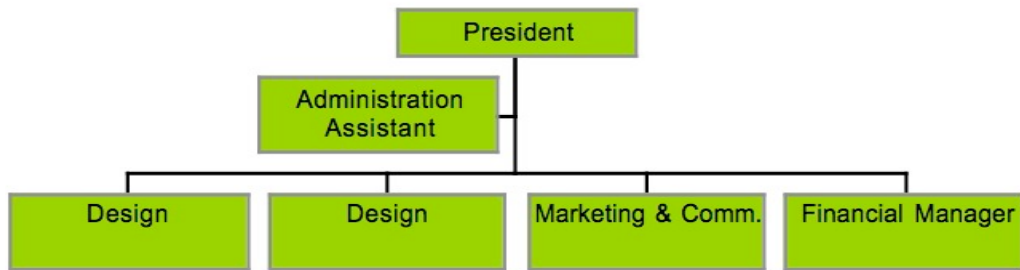 President
Administration
Assistant
Design
Design
Marketing & Comm.
Financial Manager